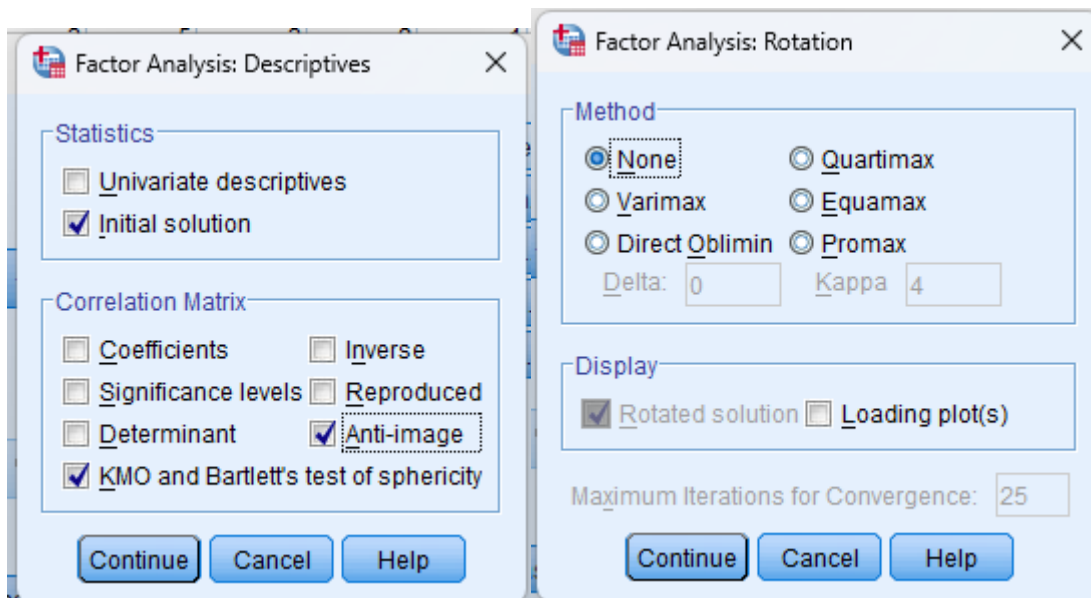 Factor Analysis: Descriptives
Statistics
Univariate descriptives
Initial solution
Correlation Matrix
Coefficients
Inverse
Significance levels
Reproduced
Determinant
Anti-image
KMO and Bartlett's test of sphericity
Continue
Cancel
Help
Factor Analysis: Rotation
Method
None
Quartimax
Varimax
Equamax
Direct Oblimin
Promax
Delta: 0
Kappa 4
Display
Rotated solution
Loading plot(s)
Maximum Iterations for Convergence: 25
Continue
Cancel
Help